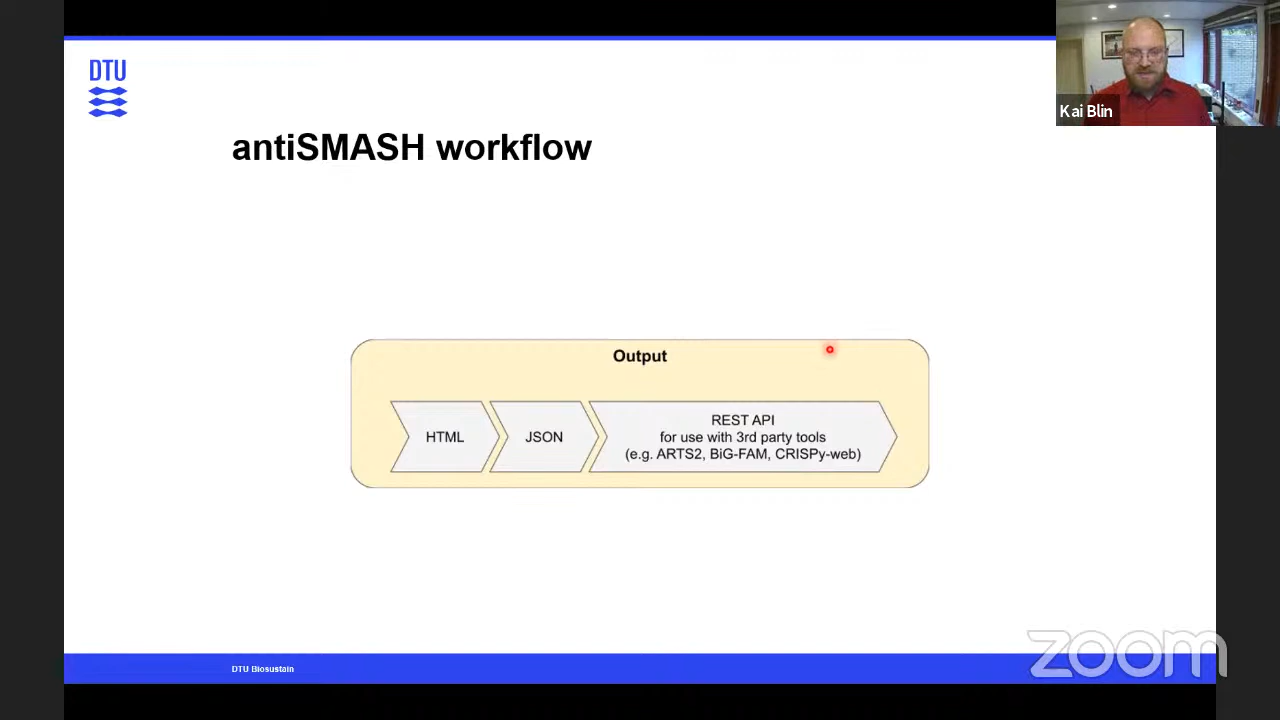 DTU
Kai Blin
antiSMASH workflow
Output
HTML
JSON
REST API
for use with 3rd party tools
(e.g. ARTS2, BiG-FAM, CRISPy-web)
DTU Biosustain
zoom